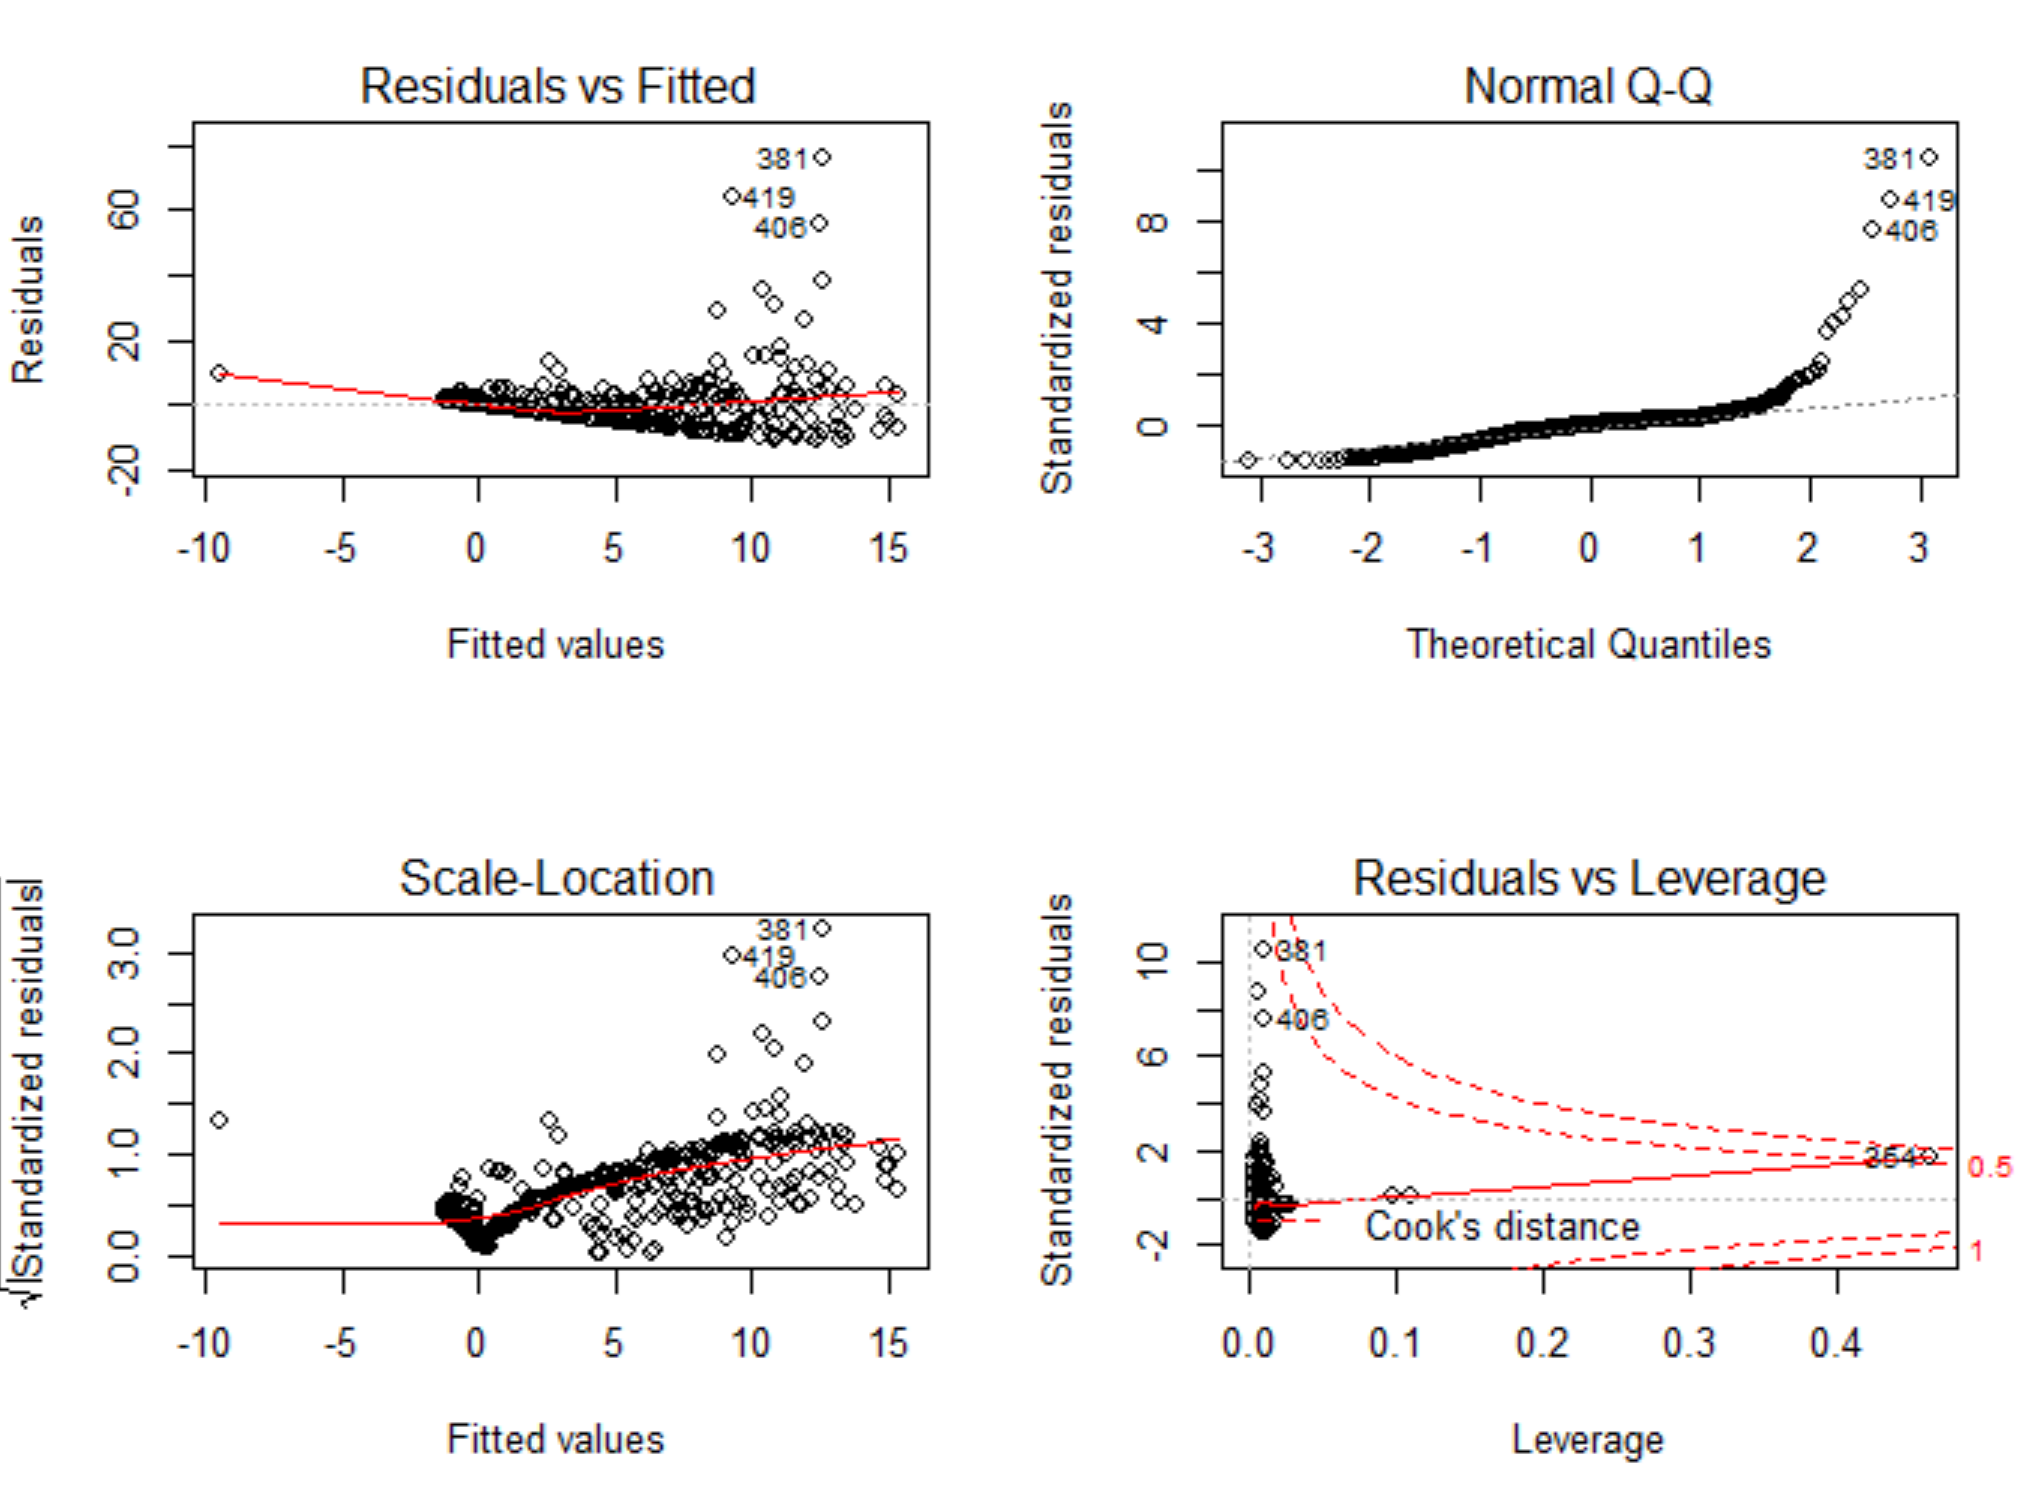 Residuals vs Fitted
Residuals
-20
20
60
381
419
406
-10 -5 0 5 10 15
Fitted values
Normal Q-Q
Standardized residuals
0
4
8
381
419
406
-3 -2 -1 0 1 2 3
Theoretical Quantiles
Scale-Location
√|Standardized residuals|
0.0
1.0
2.0
3.0
381
419
406
-10 -5 0 5 10 15
Fitted values
Residuals vs Leverage
Standardized residuals
-2
2
6
10
381
406
364
Cook's distance
0.5
1
0.0 0.1 0.2 0.3 0.4
Leverage